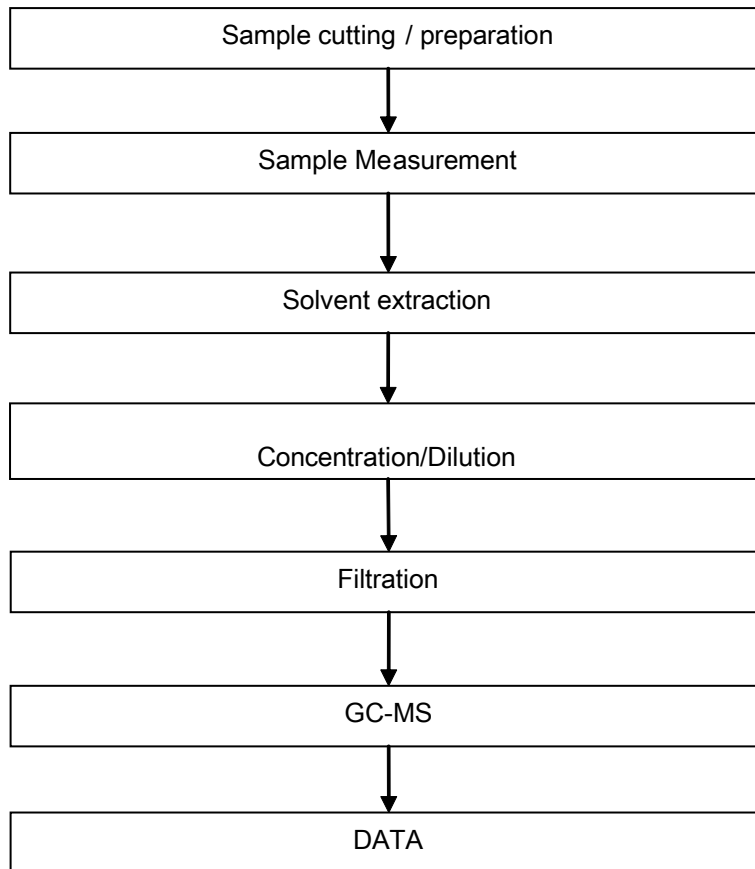 Sample cutting / preparation
Sample Measurement
Solvent extraction
Concentration/Dilution
Filtration
GC-MS
DATA